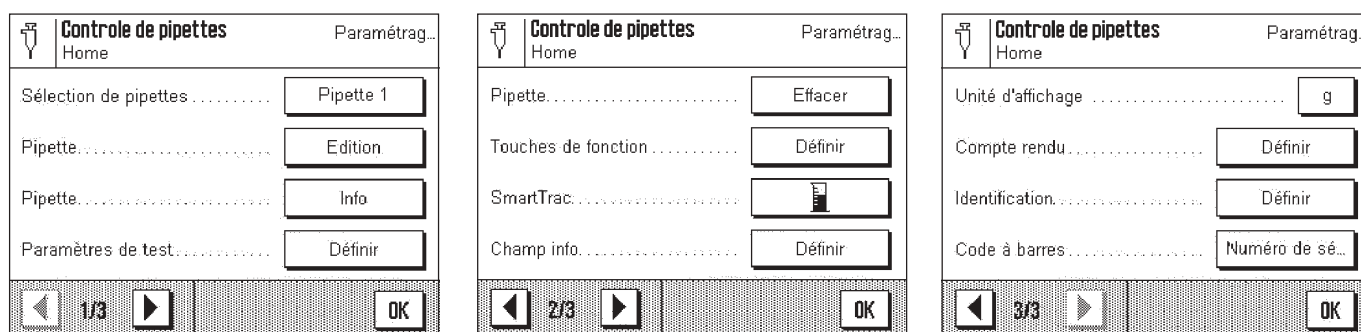 Controle de pipettes Paramétrag…
Home
Sélection de pipettes .......... Pipette 1
Pipette.......................... Edition
Pipette.......................... Info
Paramètres de test............ Définir
1/3 OK
Controle de pipettes Paramétrag…
Home
Pipette.......................... Effacer
Touches de fonction ........... Définir
SmartTrac......................
Champ info..................... Définir
2/3 OK
Controle de pipettes Paramétrag.
Home
Unité d'affichage ......................... g
Compte rendu.................. Définir
Identification................... Définir
Code à barres................. Numéro de sé…
3/3 OK